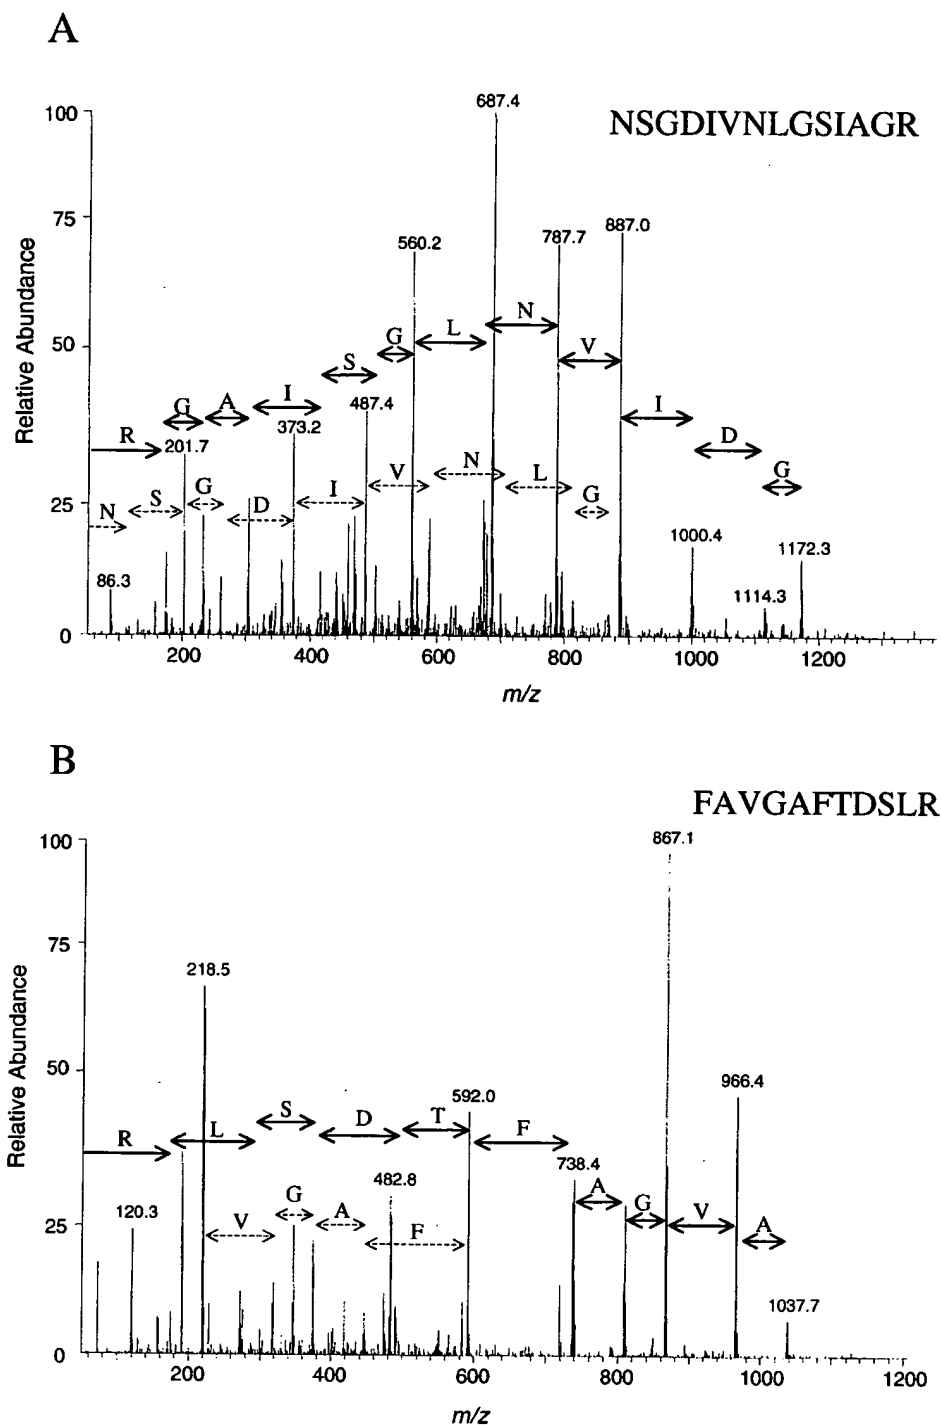 A
NSGDIVNLGSIAGR
Relative Abundance
100
75
50
25
0
687.4
560.2
787.7
887.0
487.4
373.2
201.7
86.3
1000.4
1114.3
1172.3
R G A I S G L N V I D G
N S G D I V N L G
200 400 600 800 1000 1200
m/z
B
FAVGAFTDSLR
Relative Abundance
100
75
50
25
0
867.1
218.5
592.0
966.4
738.4
482.8
120.3
1037.7
R L S D T F A G V A
V G A F
200 400 600 800 1000 1200
m/z